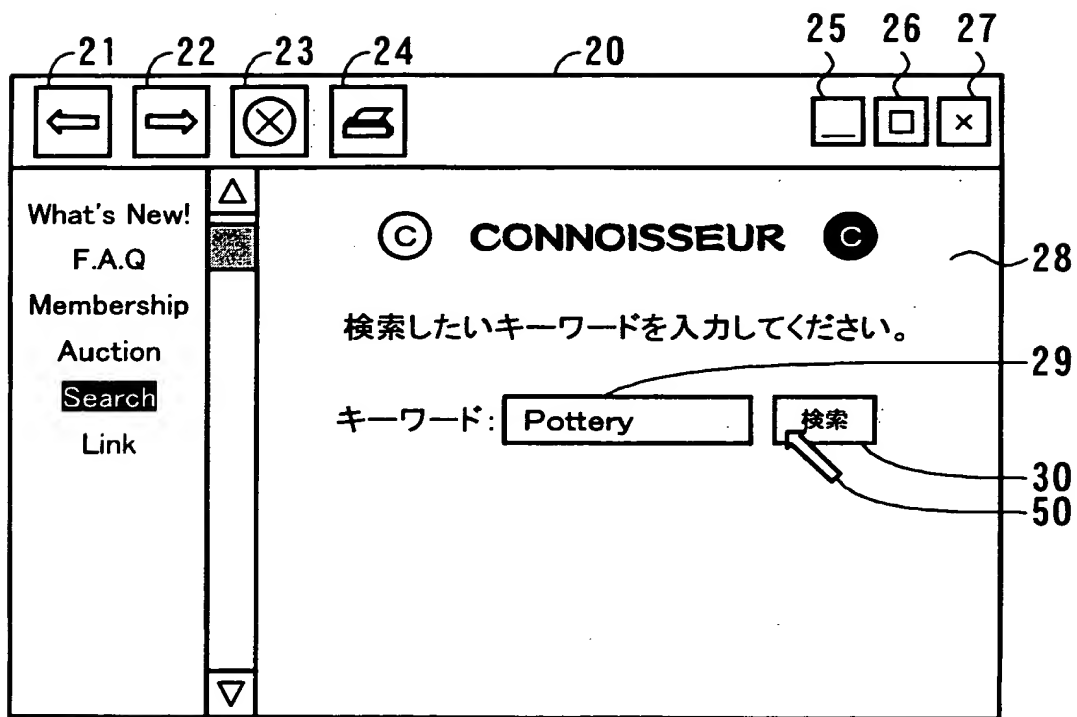 21 22 23 24 20 25 26 27
What's New!
F.A.Q
Membership
Auction
Search
Link
C CONNOISSEUR C
28
検索したいキーワードを入力してください。
29
キーワード: Pottery 検索
30
50